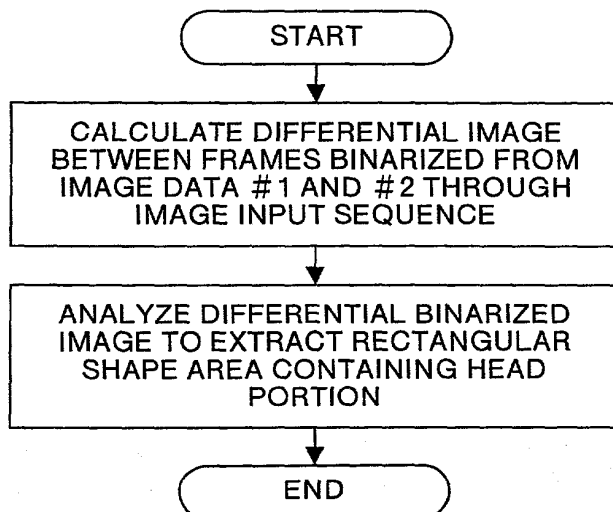 START
CALCULATE DIFFERENTIAL IMAGE
BETWEEN FRAMES BINARIZED FROM
IMAGE DATA #1 AND #2 THROUGH
IMAGE INPUT SEQUENCE
ANALYZE DIFFERENTIAL BINARIZED
IMAGE TO EXTRACT RECTANGULAR
SHAPE AREA CONTAINING HEAD
PORTION
END